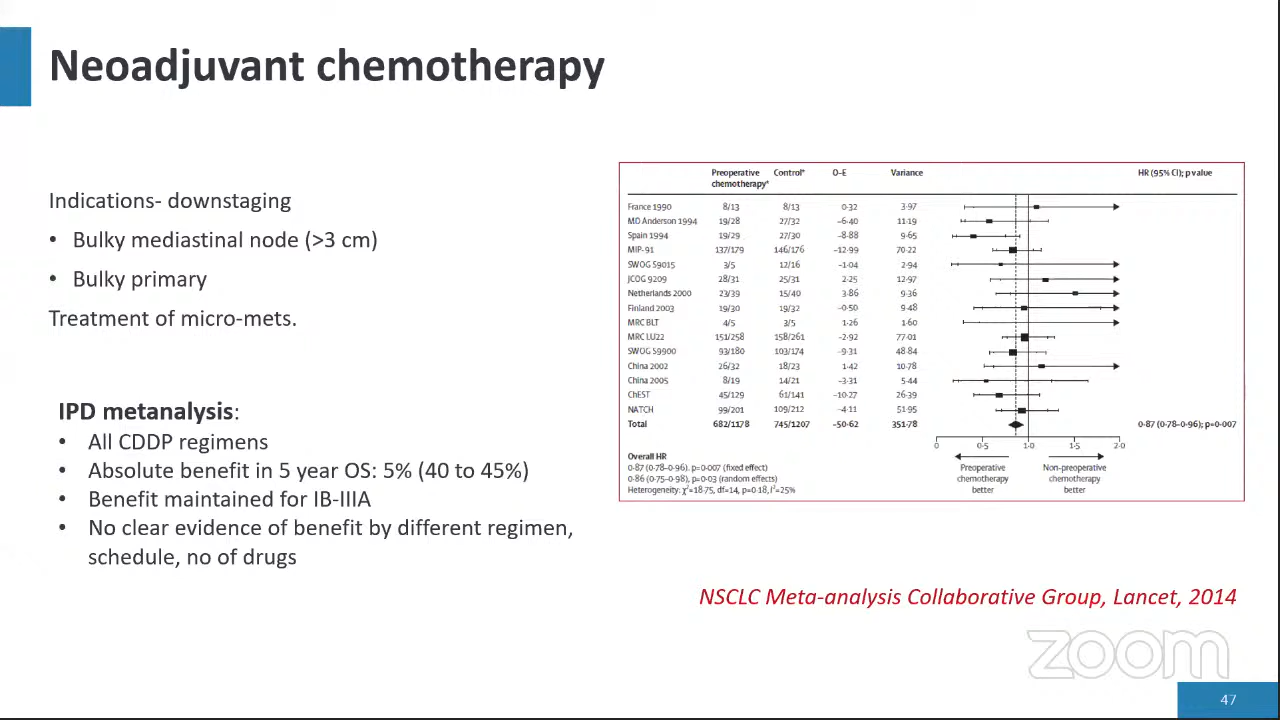 Neoadjuvant chemotherapy
Indications- downstaging
• Bulky mediastinal node (>3 cm)
• Bulky primary
Treatment of micro-mets.
IPD metanalysis:
• All CDDP regimens
• Absolute benefit in 5 year OS: 5% (40 to 45%)
• Benefit maintained for IB-IIIA
• No clear evidence of benefit by different regimen,
schedule, no of drugs
Preoperative Control* O–E Variance HR (95% CI); p value
chemotherapy*
France 1990 8/13 8/13 0·32 3·97
MD Anderson 1994 19/28 27/32 –6·40 11·19
Spain 1994 19/29 27/30 –8·88 9·65
MIP-91 137/179 146/176 –12·99 70·22
SWOG S9015 3/5 12/16 –1·04 2·94
JCOG 9209 28/31 25/31 2·25 12·97
Netherlands 2000 23/39 15/40 3·86 9·36
Finland 2003 19/30 19/32 –0·50 9·48
MRC BLT 4/5 3/5 1·26 1·60
MRC LU22 151/258 158/261 –2·92 77·01
SWOG S9900 93/180 103/174 –9·31 48·84
China 2002 26/32 18/23 1·42 10·78
China 2005 8/19 14/21 –3·31 5·44
ChEST 45/129 61/141 –10·27 26·39
NATCH 99/201 109/212 –4·11 51·95
Total 682/1178 745/1207 –50·62 351·78 0·87 (0·78–0·96); p=0·007
0 0·5 1·0 1·5 2·0
Preoperative Non-preoperative
chemotherapy chemotherapy
better better
Overall HR
0·87 (0·78–0·96), p=0·007 (fixed effect)
0·86 (0·75–0·98), p=0·03 (random effects)
Heterogeneity: χ²=18·75, df=14, p=0·18, I²=25%
NSCLC Meta-analysis Collaborative Group, Lancet, 2014
zoom
47